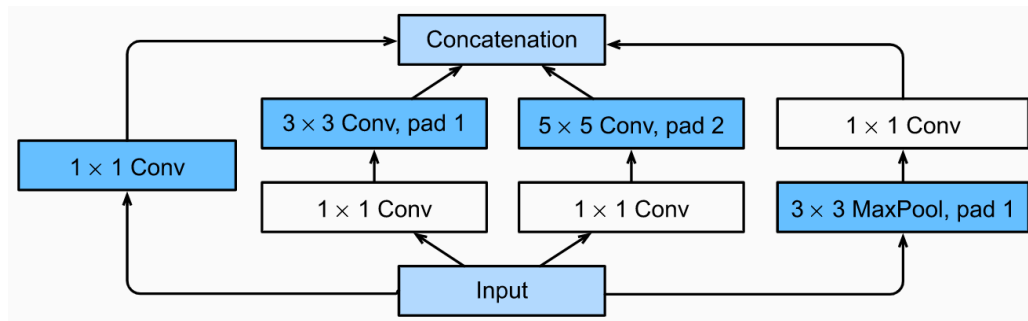 Concatenation
3 × 3 Conv, pad 1
5 × 5 Conv, pad 2
1 × 1 Conv
1 × 1 Conv
1 × 1 Conv
1 × 1 Conv
3 × 3 MaxPool, pad 1
Input